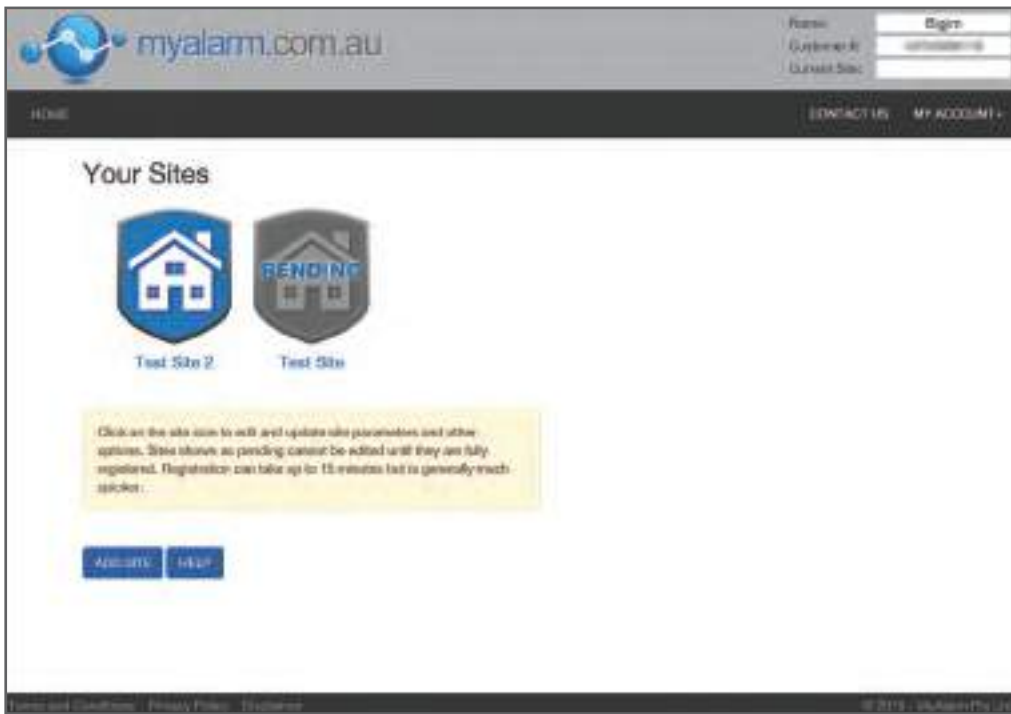 myalarm.com.au
Name:
Customer #:
Current Site:
HOME
CONTACT US MY ACCOUNT
Your Sites
PENDING
Test Site 2 Test Site
Click on the site icon to edit and update site parameters and other
options. Sites shown as pending cannot be edited until they are fully
registered. Registration can take up to 15 minutes but is generally much
quicker.
ADD SITE HELP
Terms and Conditions Privacy Policy Disclaimer
MyAlarm Pty Ltd